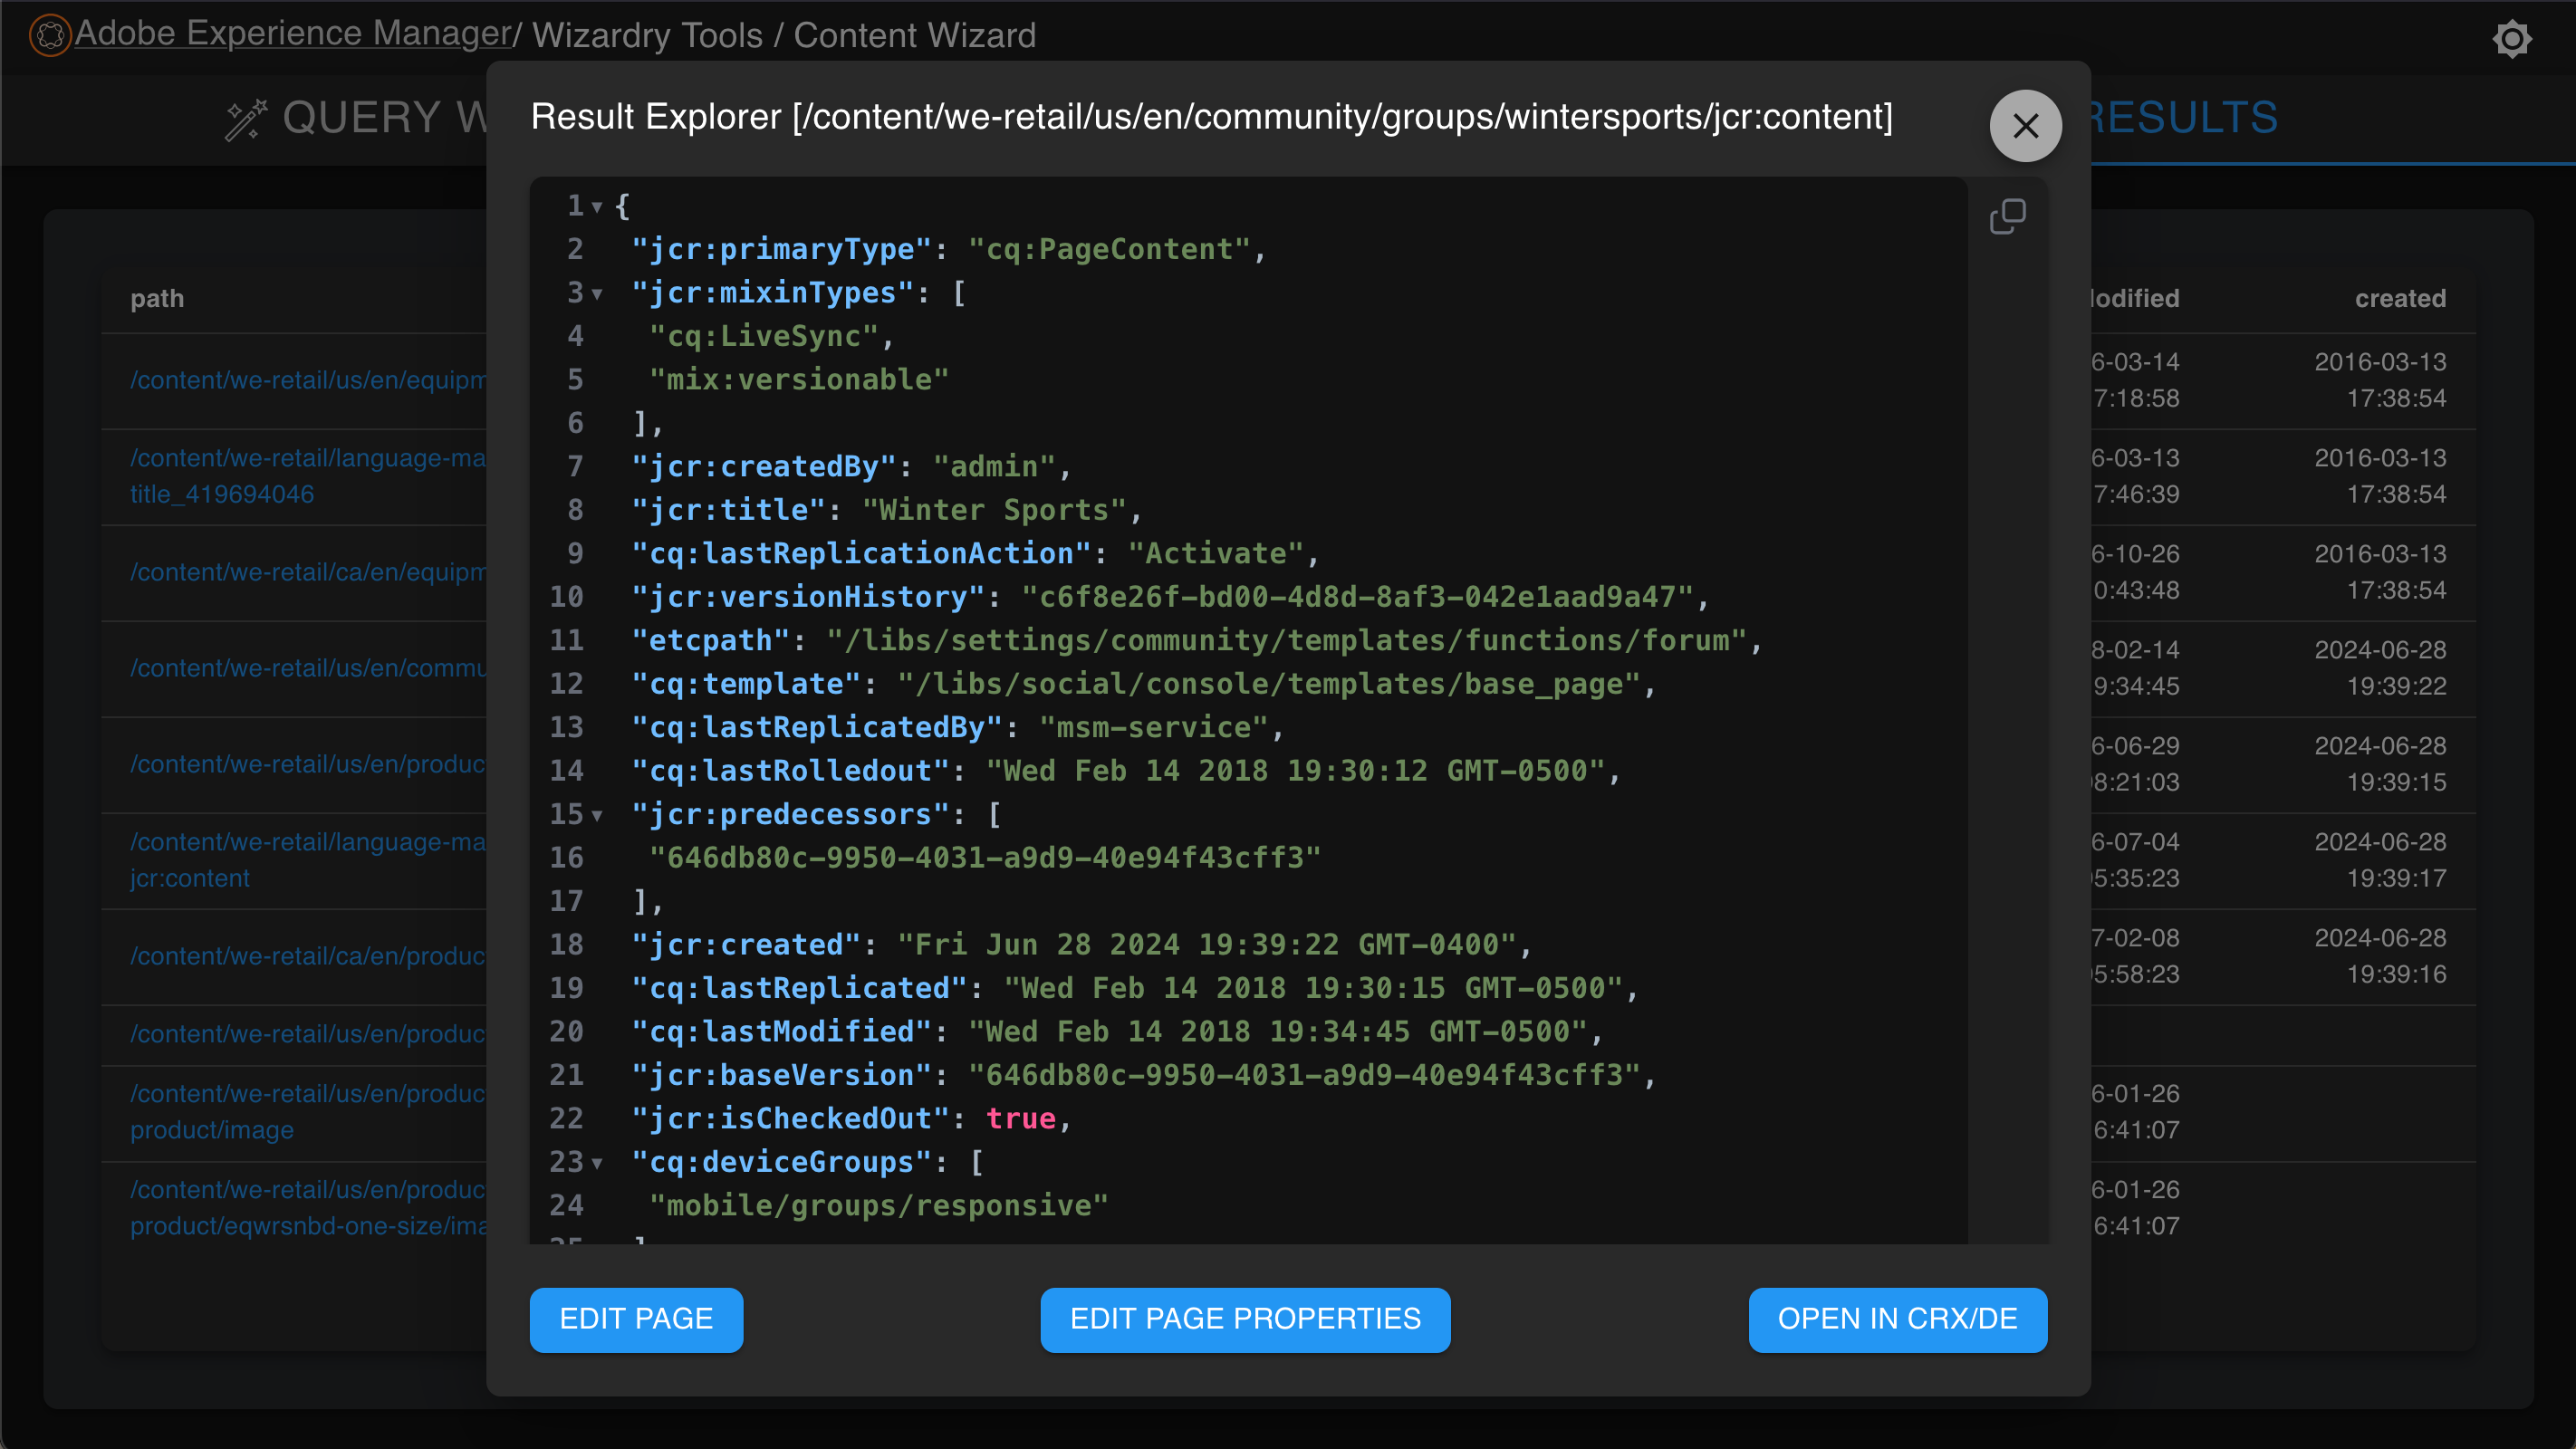 Adobe Experience Manager/ Wizardry Tools / Content Wizard
QUERY W
RESULTS
Result Explorer [/content/we-retail/us/en/community/groups/wintersports/jcr:content]
1 {
2 "jcr:primaryType": "cq:PageContent",
3 "jcr:mixinTypes": [
4 "cq:LiveSync",
5 "mix:versionable"
6 ],
7 "jcr:createdBy": "admin",
8 "jcr:title": "Winter Sports",
9 "cq:lastReplicationAction": "Activate",
10 "jcr:versionHistory": "c6f8e26f-bd00-4d8d-8af3-042e1aad9a47",
11 "etcpath": "/libs/settings/community/templates/functions/forum",
12 "cq:template": "/libs/social/console/templates/base_page",
13 "cq:lastReplicatedBy": "msm-service",
14 "cq:lastRolledout": "Wed Feb 14 2018 19:30:12 GMT-0500",
15 "jcr:predecessors": [
16 "646db80c-9950-4031-a9d9-40e94f43cff3"
17 ],
18 "jcr:created": "Fri Jun 28 2024 19:39:22 GMT-0400",
19 "cq:lastReplicated": "Wed Feb 14 2018 19:30:15 GMT-0500",
20 "cq:lastModified": "Wed Feb 14 2018 19:34:45 GMT-0500",
21 "jcr:baseVersion": "646db80c-9950-4031-a9d9-40e94f43cff3",
22 "jcr:isCheckedOut": true,
23 "cq:deviceGroups": [
24 "mobile/groups/responsive"
EDIT PAGE
EDIT PAGE PROPERTIES
OPEN IN CRX/DE
path
odified created
/content/we-retail/us/en/equipm
6-03-14 2016-03-13
7:18:58 17:38:54
/content/we-retail/language-ma
title_419694046
6-03-13 2016-03-13
7:46:39 17:38:54
/content/we-retail/ca/en/equipm
6-10-26 2016-03-13
0:43:48 17:38:54
/content/we-retail/us/en/commu
8-02-14 2024-06-28
9:34:45 19:39:22
/content/we-retail/us/en/produc
6-06-29 2024-06-28
8:21:03 19:39:15
/content/we-retail/language-ma
jcr:content
6-07-04 2024-06-28
5:35:23 19:39:17
/content/we-retail/ca/en/produc
7-02-08 2024-06-28
5:58:23 19:39:16
/content/we-retail/us/en/produc
/content/we-retail/us/en/produc
product/image
6-01-26
6:41:07
/content/we-retail/us/en/produc
product/eqwrsnbd-one-size/ima
6-01-26
6:41:07